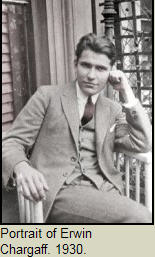 Portrait of Erwin
Chargaff. 1930.